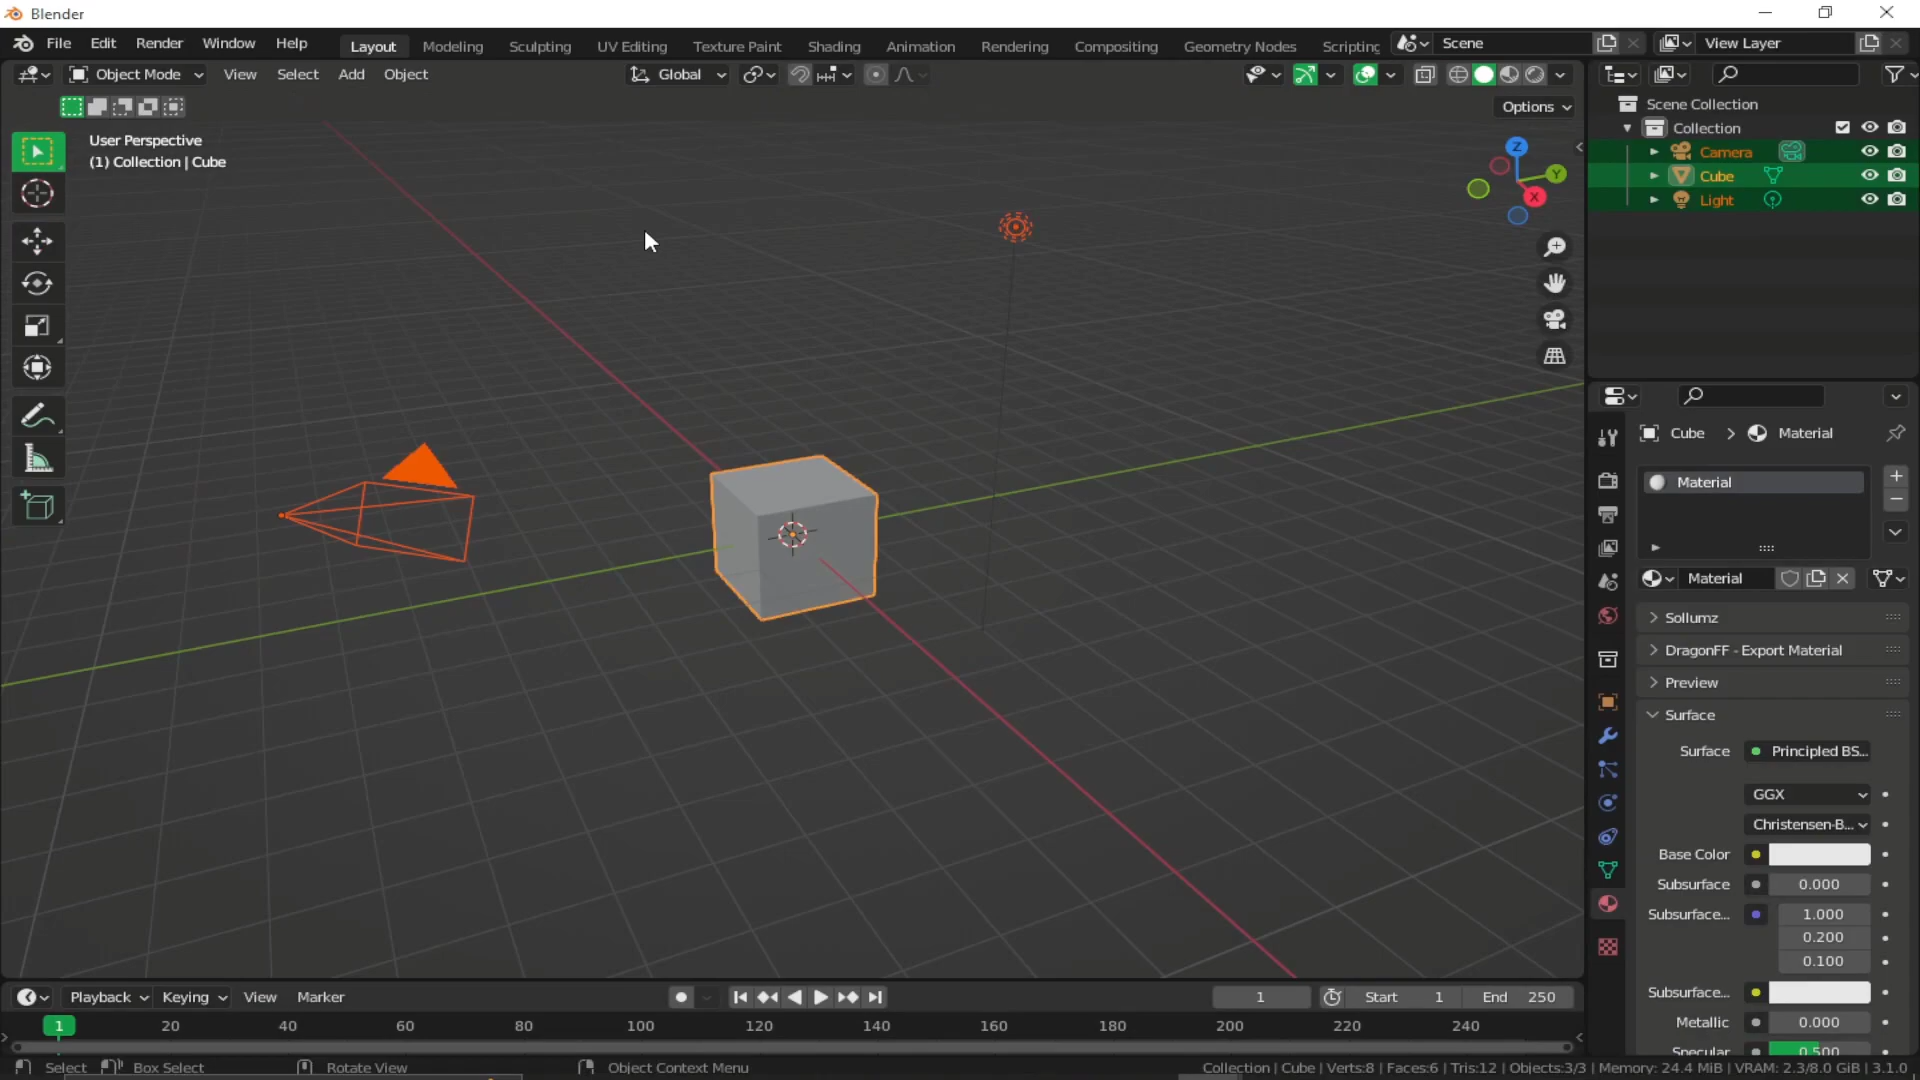 Blender
File Edit Render Window Help Layout Modeling Sculpting UV Editing Texture Paint Shading Animation Rendering Compositing Geometry Nodes Scripting Scene View Layer
Object Mode View Select Add Object Global
Options
User Perspective
(1) Collection | Cube
Z
Y
X
Scene Collection
Collection
Camera
Cube
Light
Cube > Material
Material
Material
Sollumz
DragonFF - Export Material
Preview
Surface
Surface Principled BS...
GGX
Christensen-B...
Base Color
Subsurface 0.000
Subsurface... 1.000
0.200
0.100
Subsurface...
Metallic 0.000
Specular 0.500
Playback Keying View Marker 1 Start 1 End 250
1 20 40 60 80 100 120 140 160 180 200 220 240
Select Box Select Rotate View Object Context Menu Collection | Cube | Verts:8 | Faces:6 | Tris:12 | Objects:3/3 | Memory: 24.4 MiB | VRAM: 2.3/8.0 GiB | 3.1.0